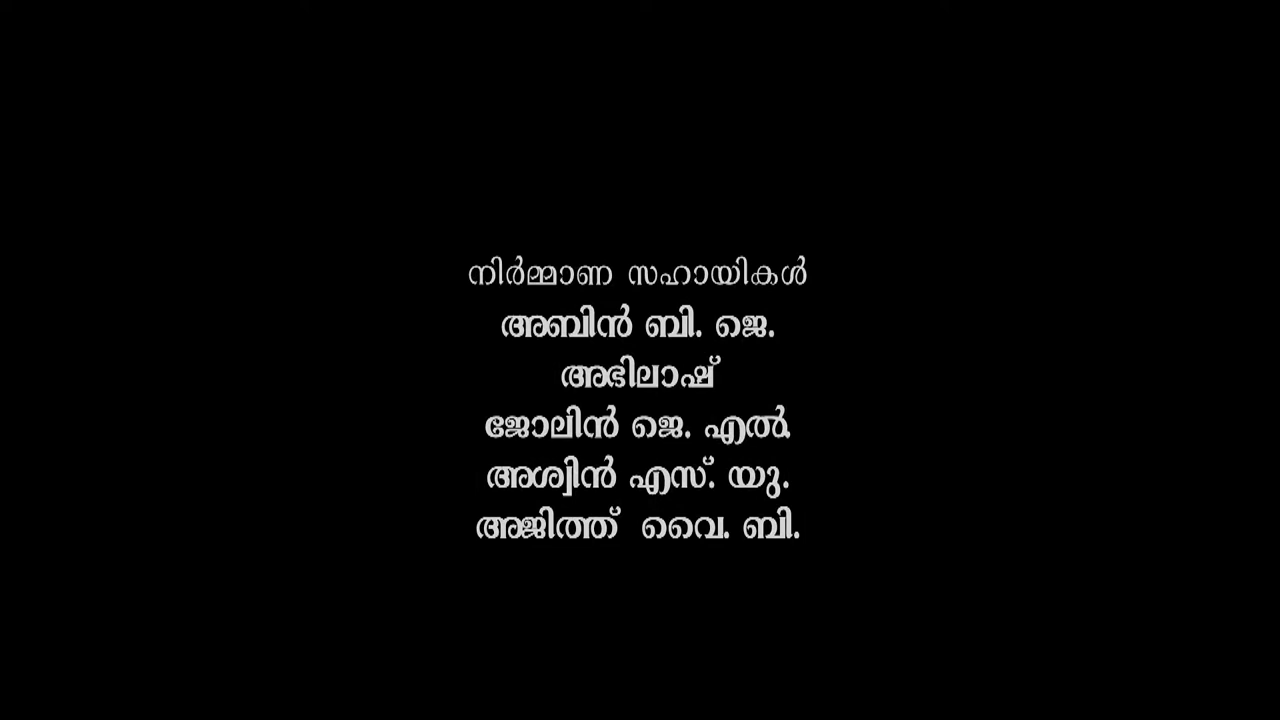 നിർമ്മാണ സഹായികൾ
അബിൻ ബി. ജെ.
അഭിലാഷ്
ജോലിൻ ജെ. എൽ.
അശ്വിൻ എസ്. യു.
അജിത്ത് വൈ. ബി.